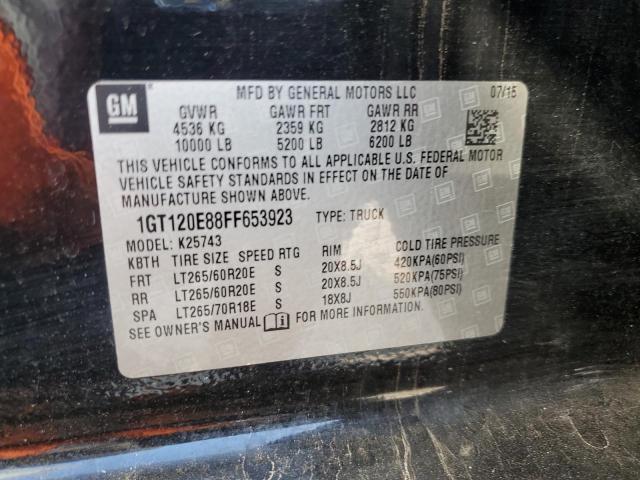 GM
MFD BY GENERAL MOTORS LLC 07/15
GVWR GAWR FRT GAWR RR
4536 KG 2359 KG 2812 KG
10000 LB 5200 LB 6200 LB
THIS VEHICLE CONFORMS TO ALL APPLICABLE U.S. FEDERAL MOTOR
VEHICLE SAFETY STANDARDS IN EFFECT ON THE DATE OF
MANUFACTURE SHOWN ABOVE.
1GT120E88FF653923 TYPE: TRUCK
MODEL: K25743
KBTH TIRE SIZE SPEED RTG RIM COLD TIRE PRESSURE
FRT LT265/60R20E S 20X8.5J 420KPA(60PSI)
RR LT265/60R20E S 20X8.5J 520KPA(75PSI)
SPA LT265/70R18E S 18X8J 550KPA(80PSI)
SEE OWNER'S MANUAL FOR MORE INFORMATION.